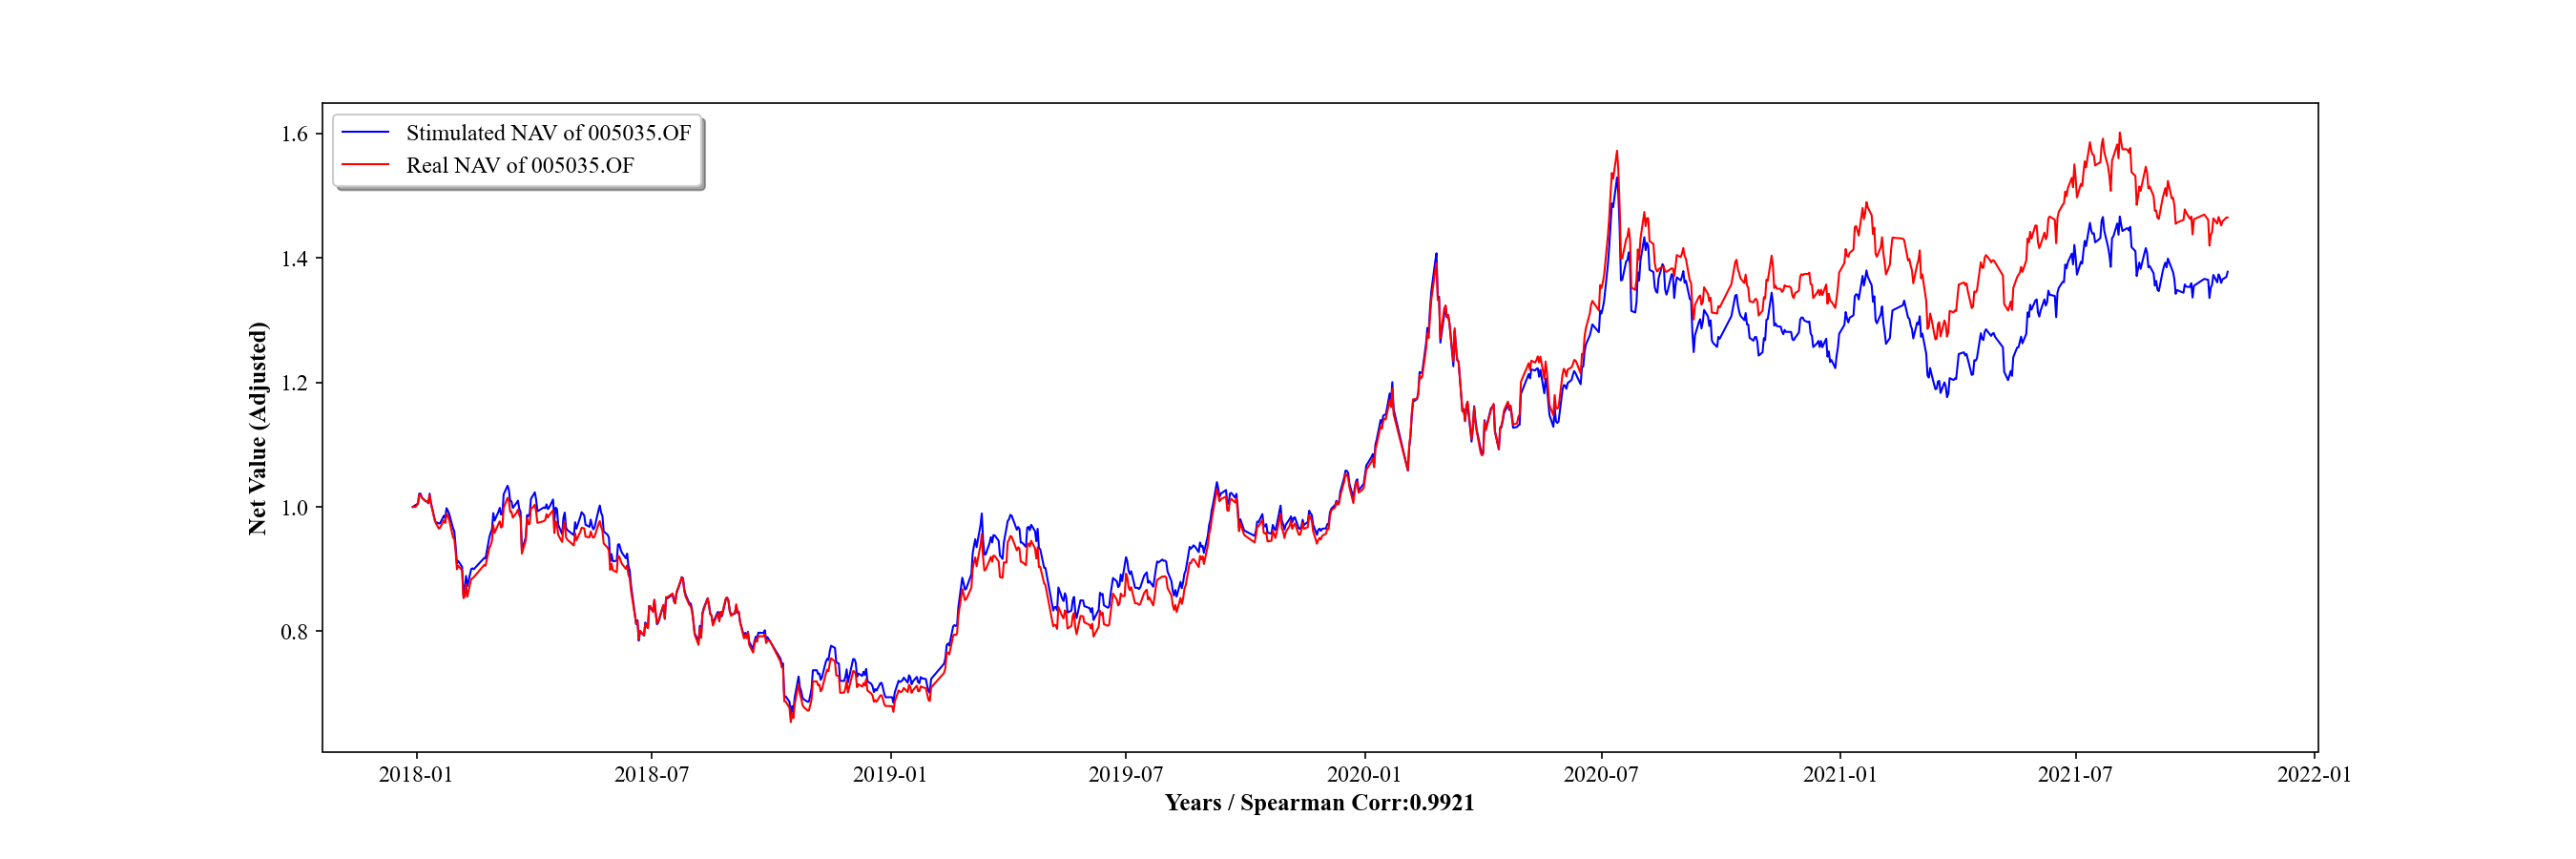 Stimulated NAV of 005035.OF
Real NAV of 005035.OF
1.6
1.4
1.2
1.0
0.8
Net Value (Adjusted)
2018-01 2018-07 2019-01 2019-07 2020-01 2020-07 2021-01 2021-07 2022-01
Years / Spearman Corr:0.9921